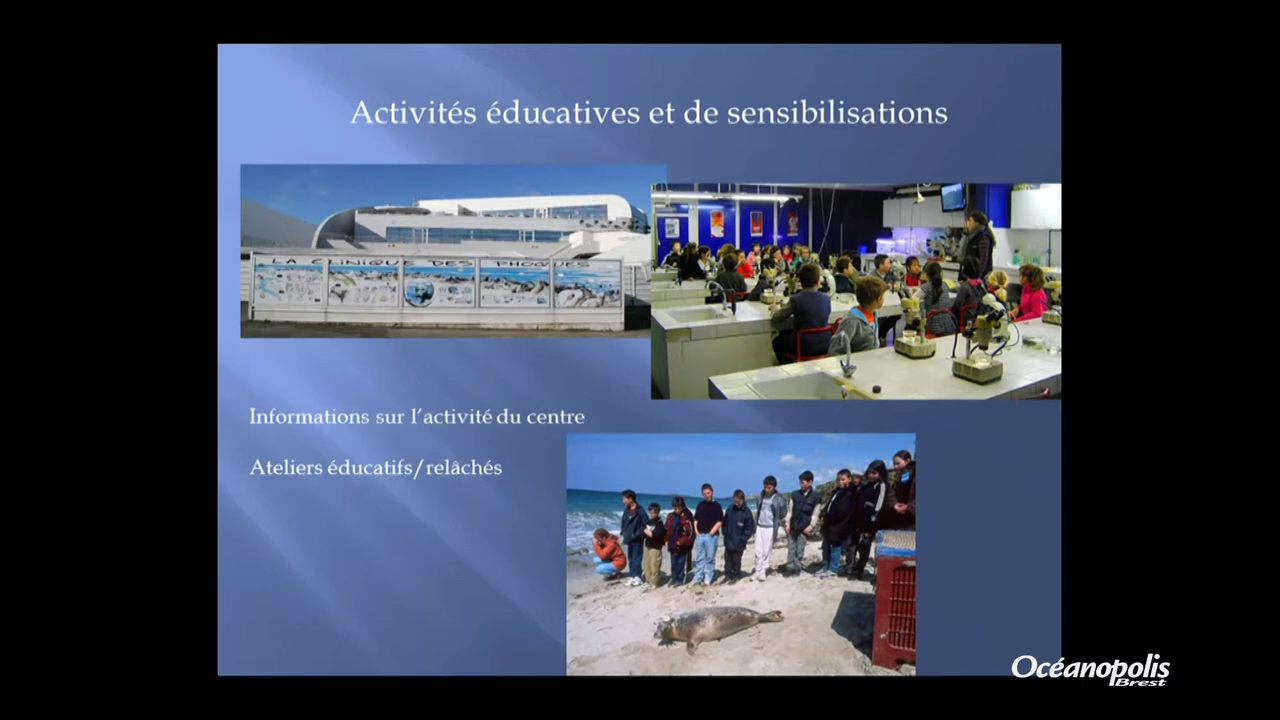 Activités éducatives et de sensibilisations
LA CLINIQUE DES PHOQUES
Informations sur l'activité du centre
Ateliers éducatifs/relâchés
Océanopolis
Brest